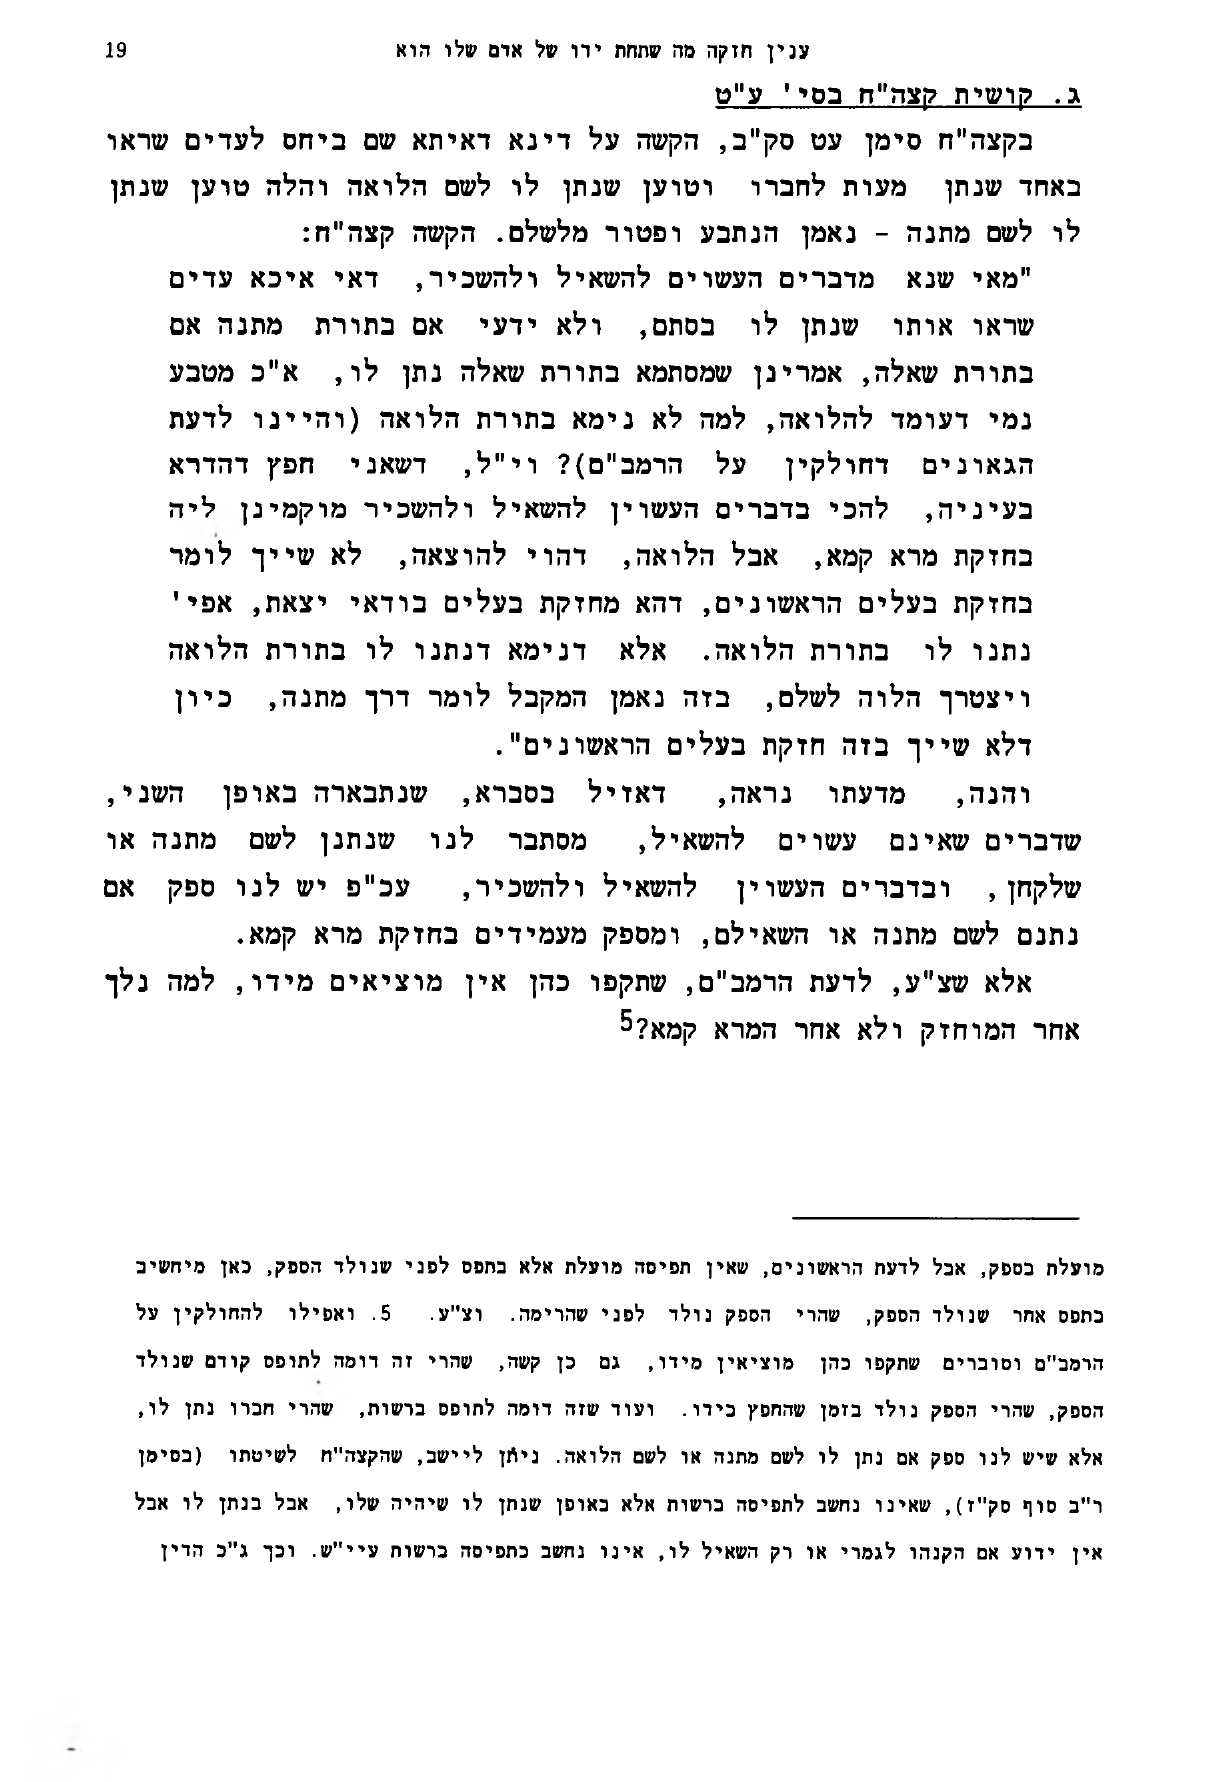 ענין חזקה מה שתחת ידו של אדם שלו הוא 19
ג. קושית קצה"ח בסי' ע"ט
בקצה"ח סימן עט סק"ב, הקשה על דינא דאיתא שם ביחס לעדים שראו
באחד שנתן מעות לחברו וטוען שנתן לו לשם הלואה והלה טוען שנתן
לו לשם מתנה - נאמן הנתבע ופטור מלשלם. הקשה קצה"ח:
"מאי שנא מדברים העשוים להשאיל ולהשכיר, דאי איכא עדים
שראו אותו שנתן לו בסתם, ולא ידעי אם בתורת מתנה אם
בתורת שאלה, אמרינן שמסתמא בתורת שאלה נתן לו, א"כ מטבע
נמי דעומד להלואה, למה לא נימא בתורת הלואה (והיינו לדעת
הגאונים דחולקין על הרמב"ם)? וי"ל, דשאני חפץ דהדרא
בעיניה, להכי בדברים העשוין להשאיל ולהשכיר מוקמינן ליה
בחזקת מרא קמא, אבל הלואה, דהוי להוצאה, לא שייך לומר
בחזקת בעלים הראשונים, דהא מחזקת בעלים בודאי יצאת, אפי'
נתנו לו בתורת הלואה. אלא דנימא דנתנו לו בתורת הלואה
ויצטרך הלוה לשלם, בזה נאמן המקבל לומר דרך מתנה, כיון
דלא שייך בזה חזקת בעלים הראשונים".
והנה, מדעתו נראה, דאזיל בסברא, שנתבארה באופן השני,
שדברים שאינם עשוים להשאיל, מסתבר לנו שנתנן לשם מתנה או
שלקחן, ובדברים העשוין להשאיל ולהשכיר, עכ"פ יש לנו ספק אם
נתנם לשם מתנה או השאילם, ומספק מעמידים בחזקת מרא קמא.
אלא שצ"ע, לדעת הרמב"ם, שתקפו כהן אין מוציאים מידו, למה נלך
אחר המוחזק ולא אחר המרא קמא?5
מועלת בספק, אבל לדעת הראשונים, שאין תפיסה מועלת אלא בתפס לפני שנולד הספק, כאן מיחשיב
כתפס אחר שנולד הספק, שהרי הספק נולד לפני שהרימה. וצ"ע. 5. ואפילו להחולקין על
הרמב"ם וסוברים שתקפו כהן מוציאין מידו, גם כן קשה, שהרי זה דומה לתופס קודם שנולד
הספק, שהרי הספק נולד בזמן שהחפץ בידו. ועוד שזה דומה לתופס ברשות, שהרי חברו נתן לו,
אלא שיש לנו ספק אם נתן לו לשם מתנה או לשם הלואה. ניתן ליישב, שהקצה"ח לשיטתו (בסימן
ר"ב סוף סק"ז), שאינו נחשב לתפיסה ברשות אלא באופן שנתן לו שיהיה שלו, אבל בנתן לו אבל
אין ידוע אם הקנהו לגמרי או רק השאיל לו, אינו נחשב כתפיסה ברשות עיי"ש. וכך ג"כ הדין